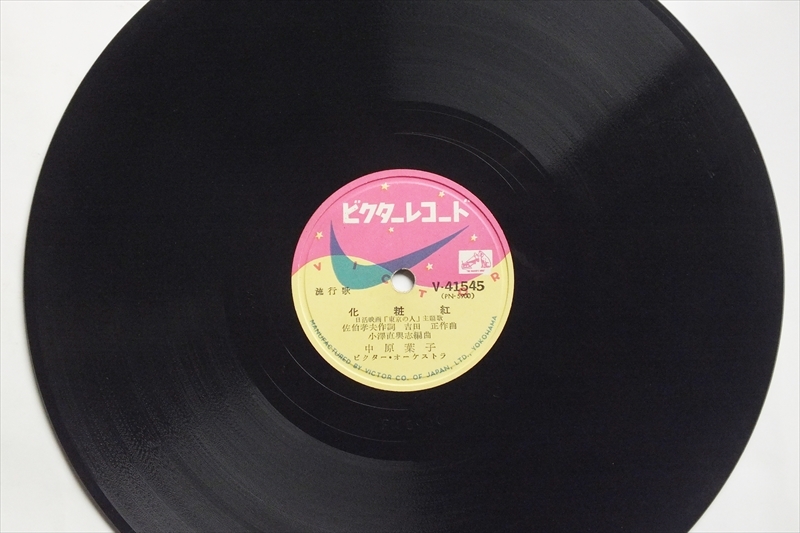 ビクターレコード
VICTOR
流行歌
V-41545
(PN-5900)
化粧紅
日活映画「東京の人」主題歌
佐伯孝夫作詞 吉田 正作曲
小澤直與志編曲
中原葉子
ビクター・オーケストラ
MANUFACTURED BY VICTOR CO. OF JAPAN, LTD., YOKOHAMA